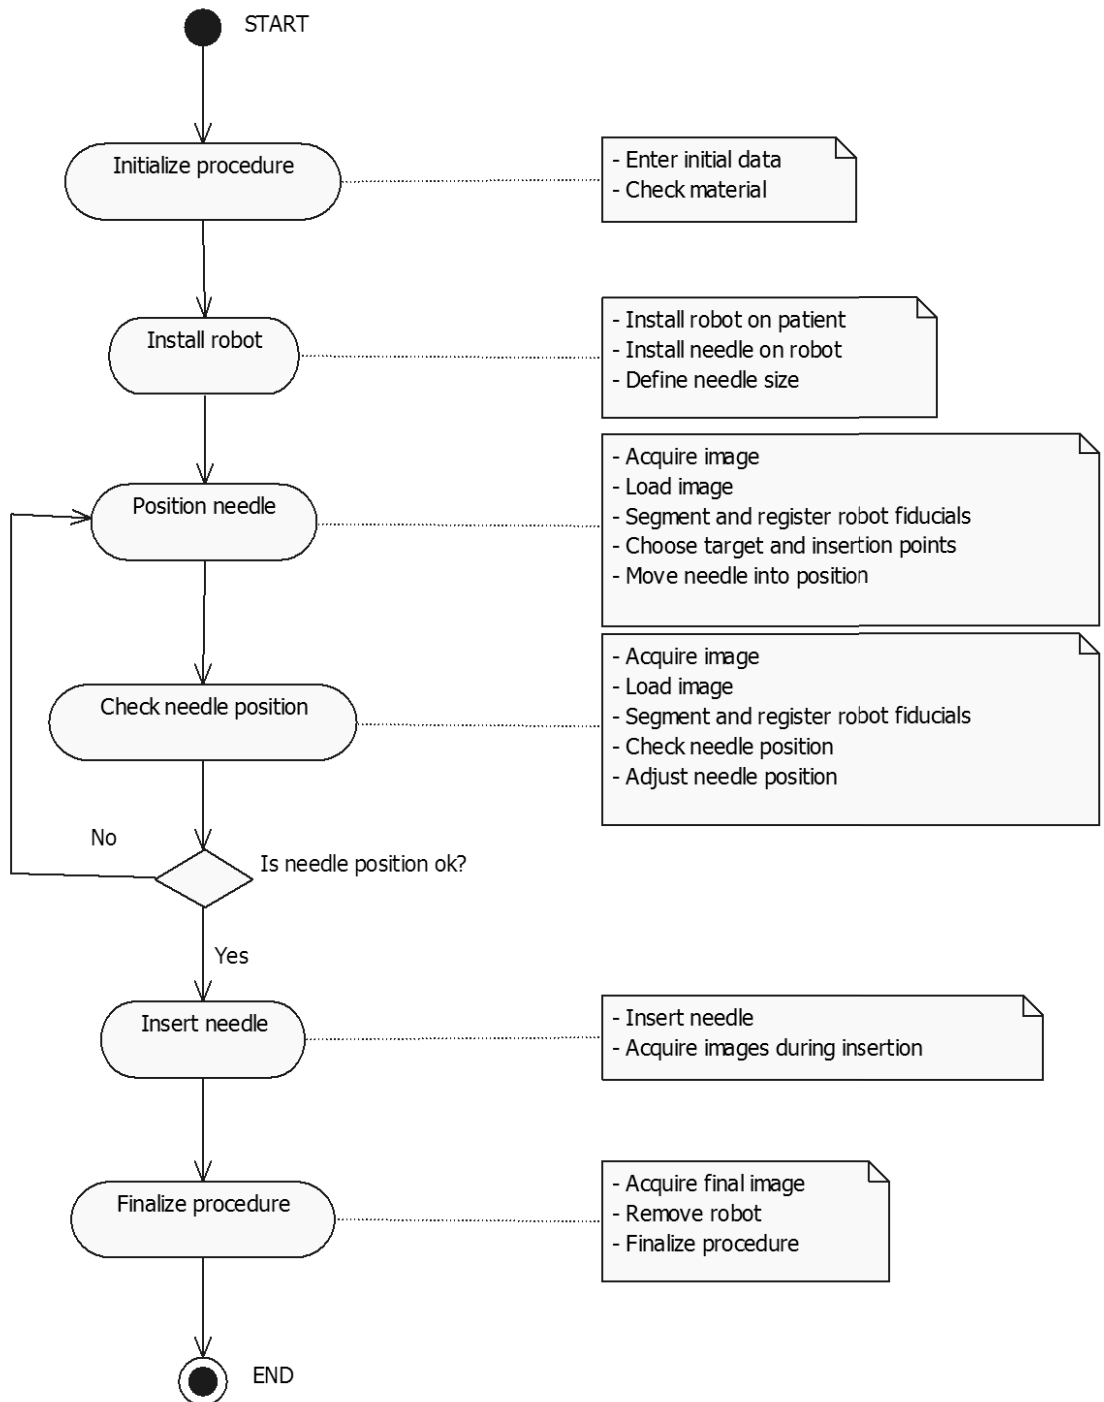 START
Initialize procedure
- Enter initial data
- Check material
Install robot
- Install robot on patient
- Install needle on robot
- Define needle size
Position needle
- Acquire image
- Load image
- Segment and register robot fiducials
- Choose target and insertion points
- Move needle into position
Check needle position
- Acquire image
- Load image
- Segment and register robot fiducials
- Check needle position
- Adjust needle position
No
Is needle position ok?
Yes
Insert needle
- Insert needle
- Acquire images during insertion
Finalize procedure
- Acquire final image
- Remove robot
- Finalize procedure
END